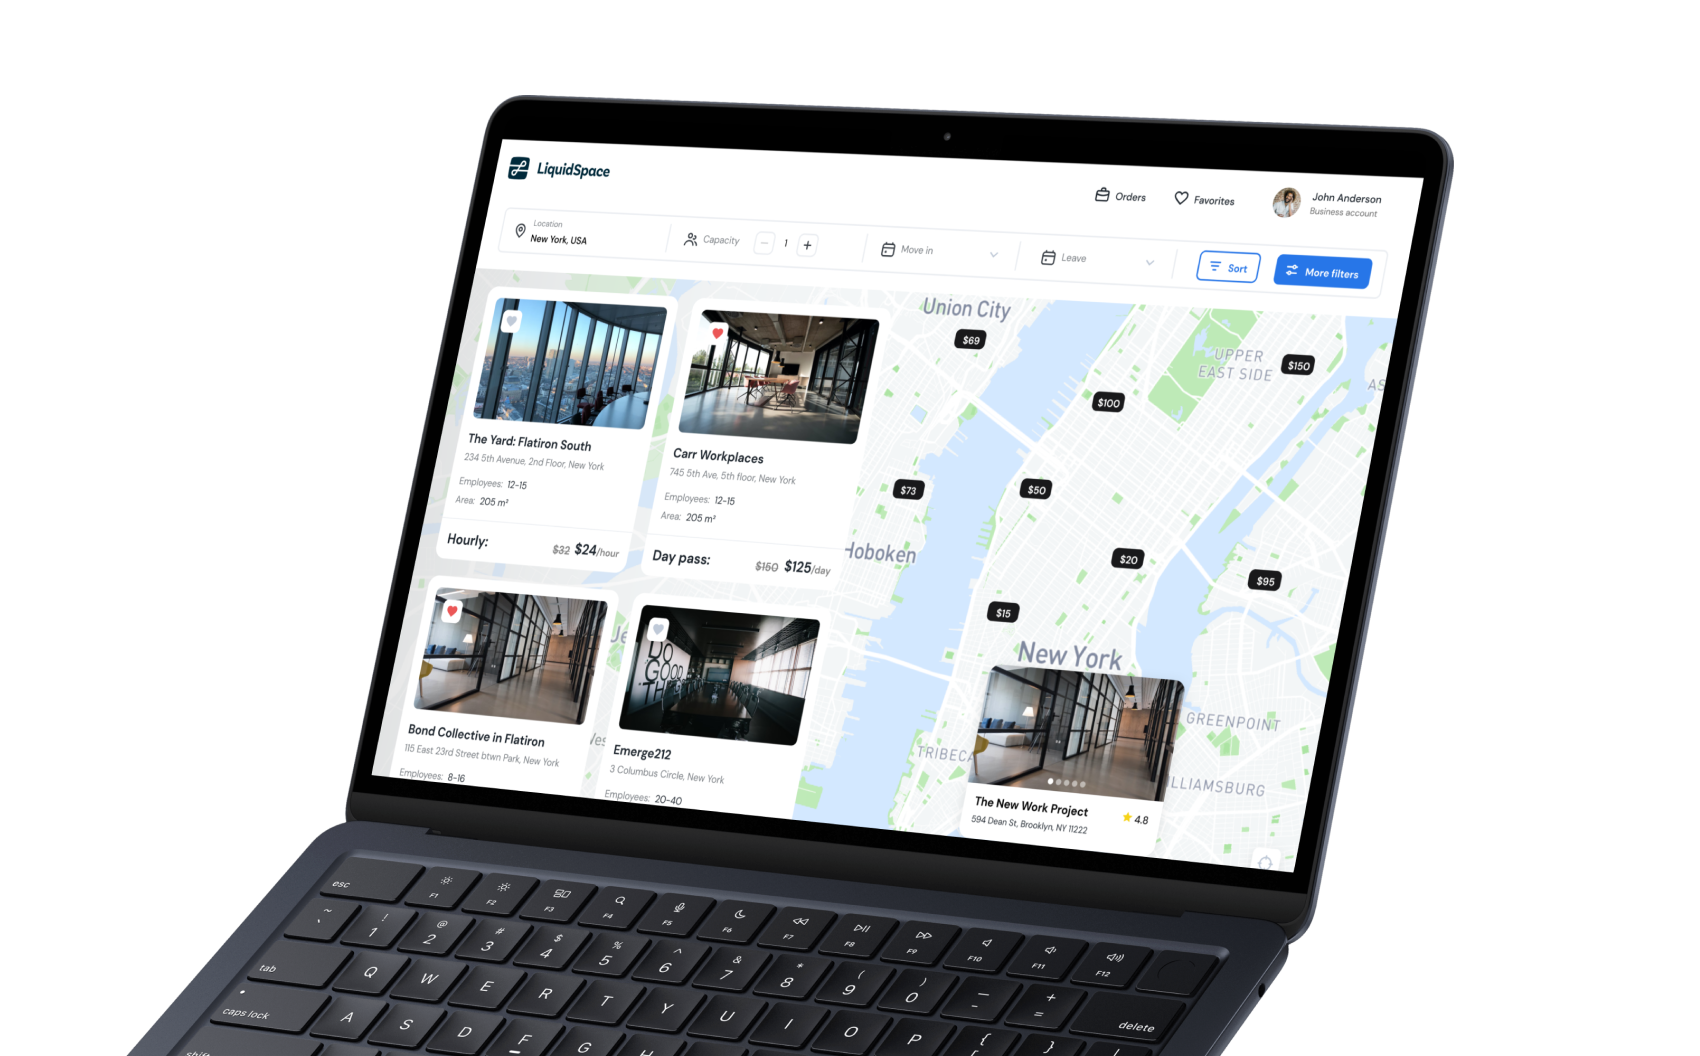 LiquidSpace
Orders
Favorites
John Anderson
Business account
Location
New York, USA
Capacity
1
Move in
Leave
Sort
More filters
The Yard: Flatiron South
234 5th Avenue, 2nd Floor, New York
Employees: 12-15
Area: 205 m²
Hourly:
$32 $24/hour
Carr Workplaces
745 5th Ave, 5th floor, New York
Employees: 12-15
Area: 205 m²
Day pass:
$150 $125/day
Bond Collective in Flatiron
115 East 23rd Street btwn Park, New York
Employees: 8-16
DO
GOOD
TH
Emerge212
3 Columbus Circle, New York
Employees: 20-40
Union City
$69
UPPER
EAST SIDE
$150
AS
$100
$73
$50
Hoboken
$20
$95
$15
New York
Je
Wes
GREENPOINT
TRIBECA
LLIAMSBURG
The New Work Project
4.8
594 Dean St, Brooklyn, NY 11222
esc
F1
F2
F3
F4
F5
F6
F7
F8
F9
F10
F11
F12
~ `
! 1
@ 2
# 3
$ 4
% 5
^ 6
& 7
* 8
( 9
) 0
— -
+ =
delete
tab
Q W E R T Y U I O P { [ } ]
caps lock
A S D F G H
shift